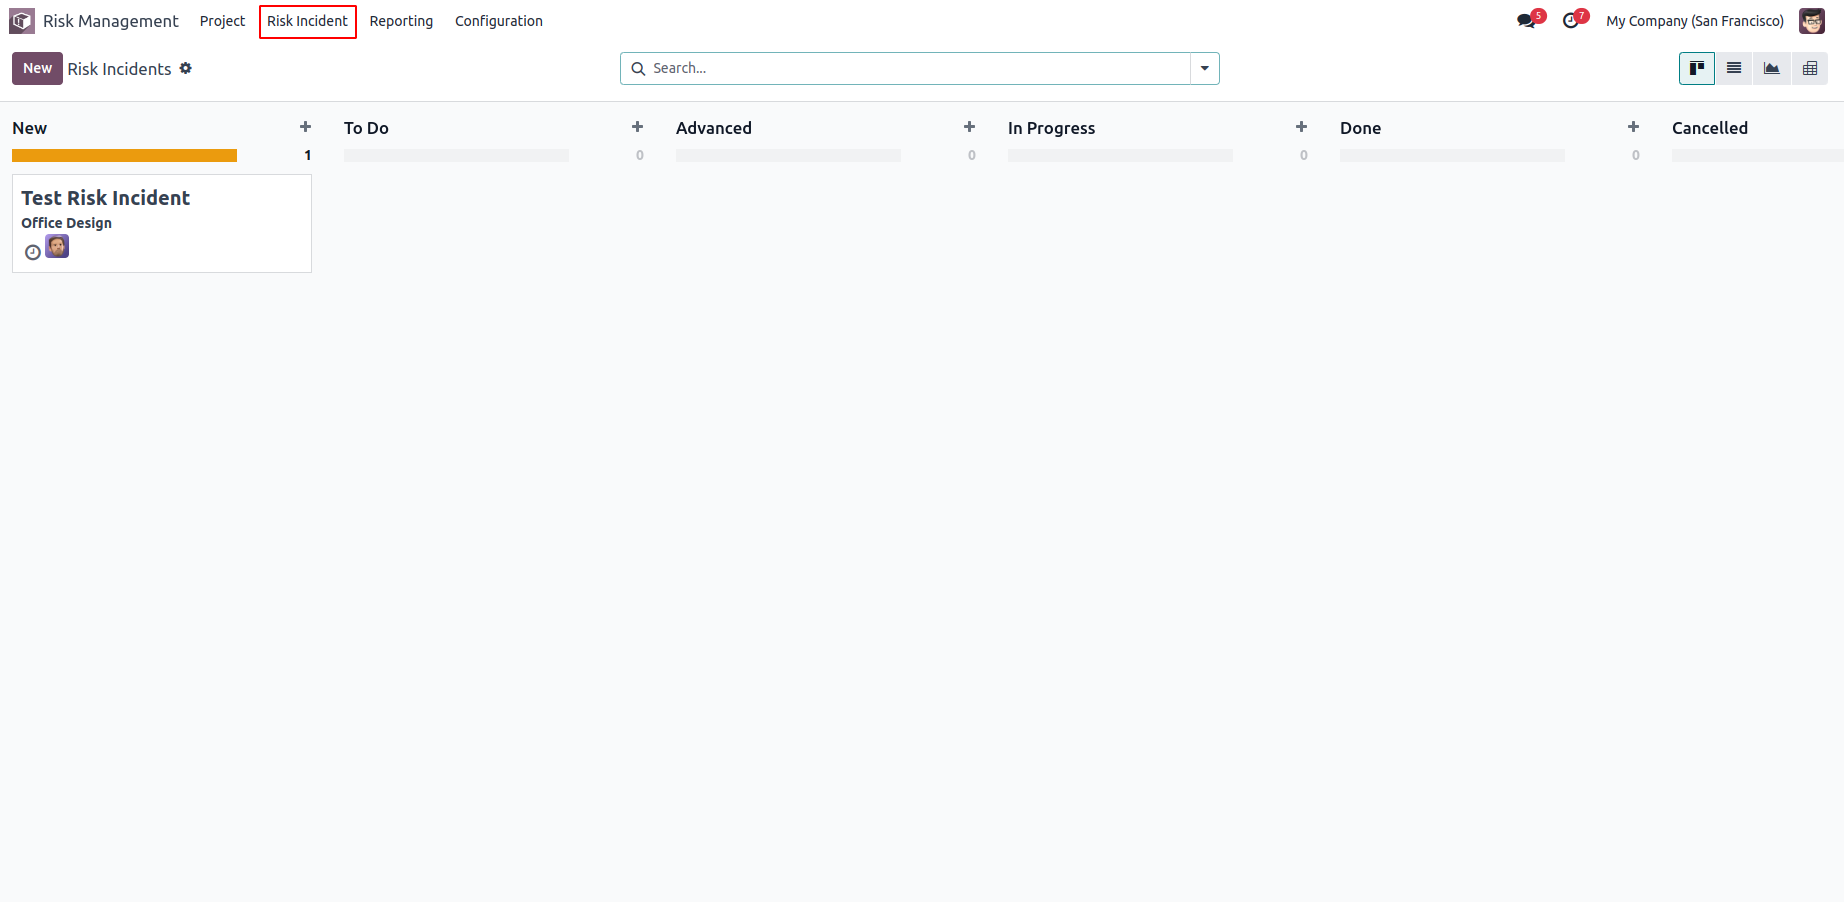 Risk Management Project Risk Incident Reporting Configuration 5 7 My Company (San Francisco)
New Risk Incidents Search...
New To Do Advanced In Progress Done Cancelled
1 0 0 0 0
Test Risk Incident
Office Design